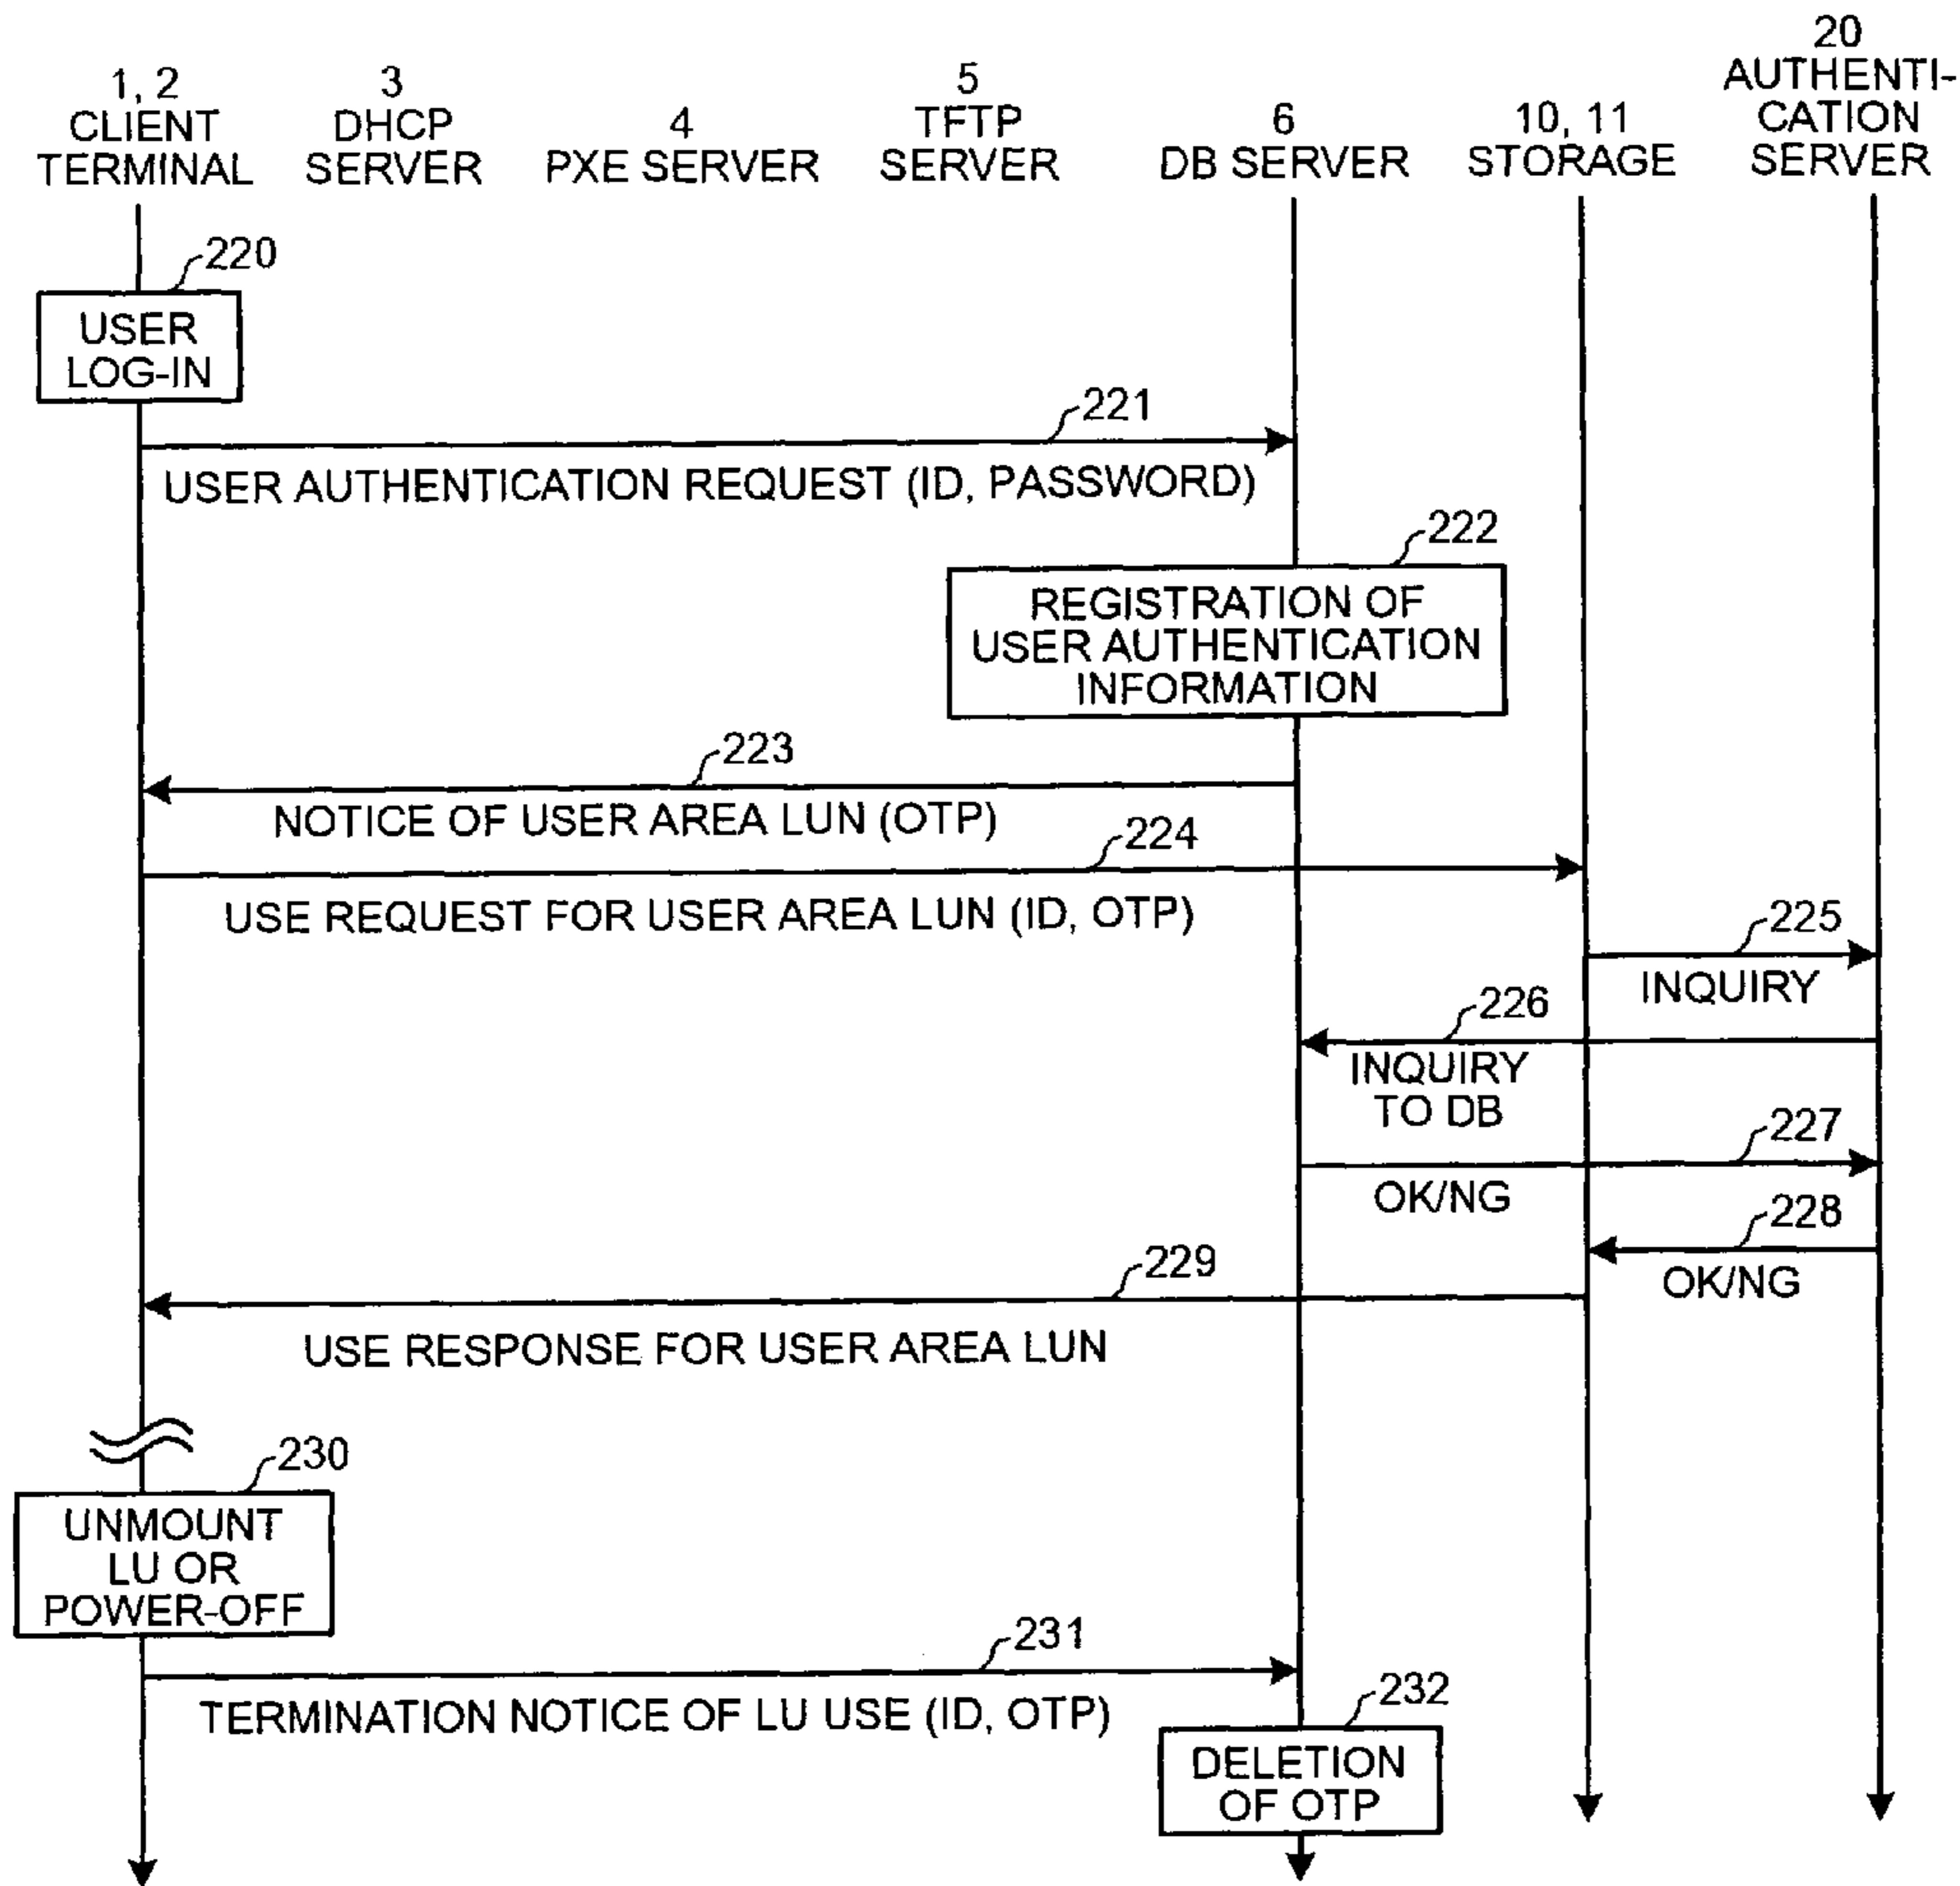 1, 2
CLIENT
TERMINAL
3
DHCP
SERVER
4
PXE SERVER
5
TFTP
SERVER
6
DB SERVER
10, 11
STORAGE
20
AUTHENTI-
CATION
SERVER
220
USER
LOG-IN
221
USER AUTHENTICATION REQUEST (ID, PASSWORD)
222
REGISTRATION OF
USER AUTHENTICATION
INFORMATION
223
NOTICE OF USER AREA LUN (OTP)
224
USE REQUEST FOR USER AREA LUN (ID, OTP)
225
INQUIRY
226
INQUIRY
TO DB
227
OK/NG
228
OK/NG
229
USE RESPONSE FOR USER AREA LUN
230
UNMOUNT
LU OR
POWER-OFF
231
TERMINATION NOTICE OF LU USE (ID, OTP)
232
DELETION
OF OTP